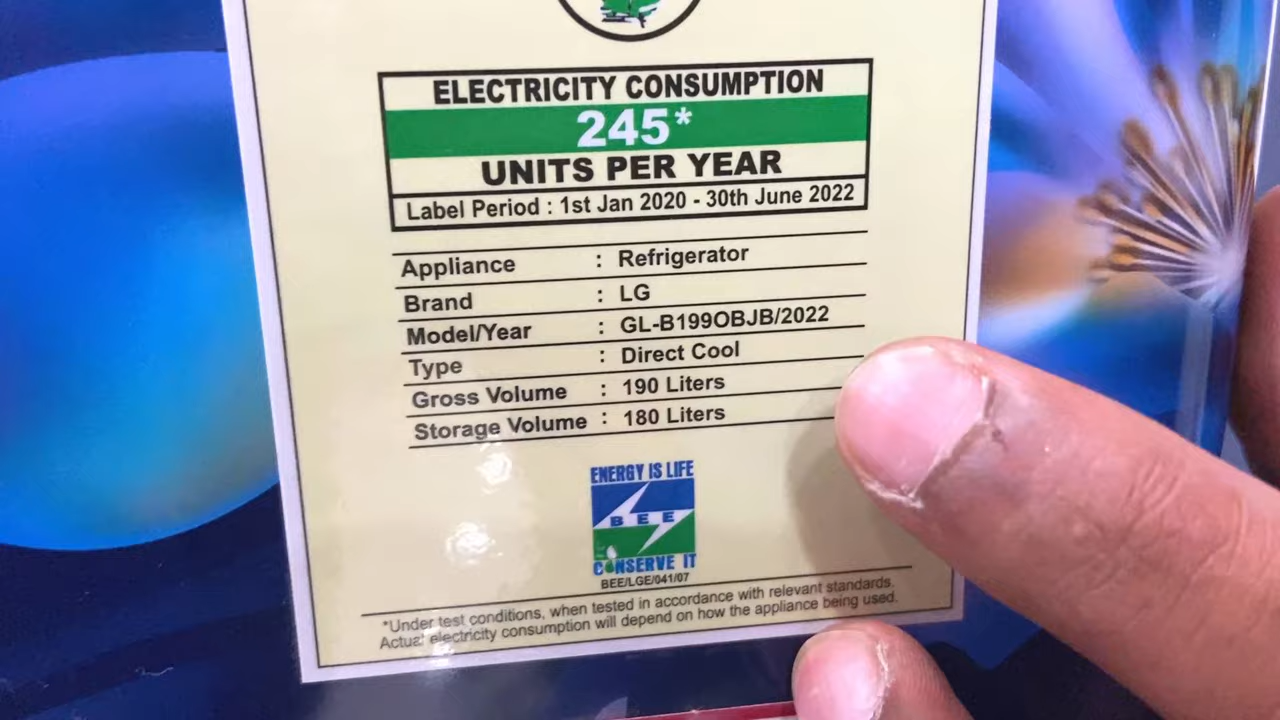 ELECTRICITY CONSUMPTION
245*
UNITS PER YEAR
Label Period : 1st Jan 2020 - 30th June 2022
Appliance : Refrigerator
Brand : LG
Model/Year : GL-B199OBJB/2022
Type : Direct Cool
Gross Volume : 190 Liters
Storage Volume : 180 Liters
ENERGY IS LIFE
BEE
CONSERVE IT
BEE/LGE/041/07
*Under test conditions, when tested in accordance with relevant standards.
Actual electricity consumption will depend on how the appliance being used.